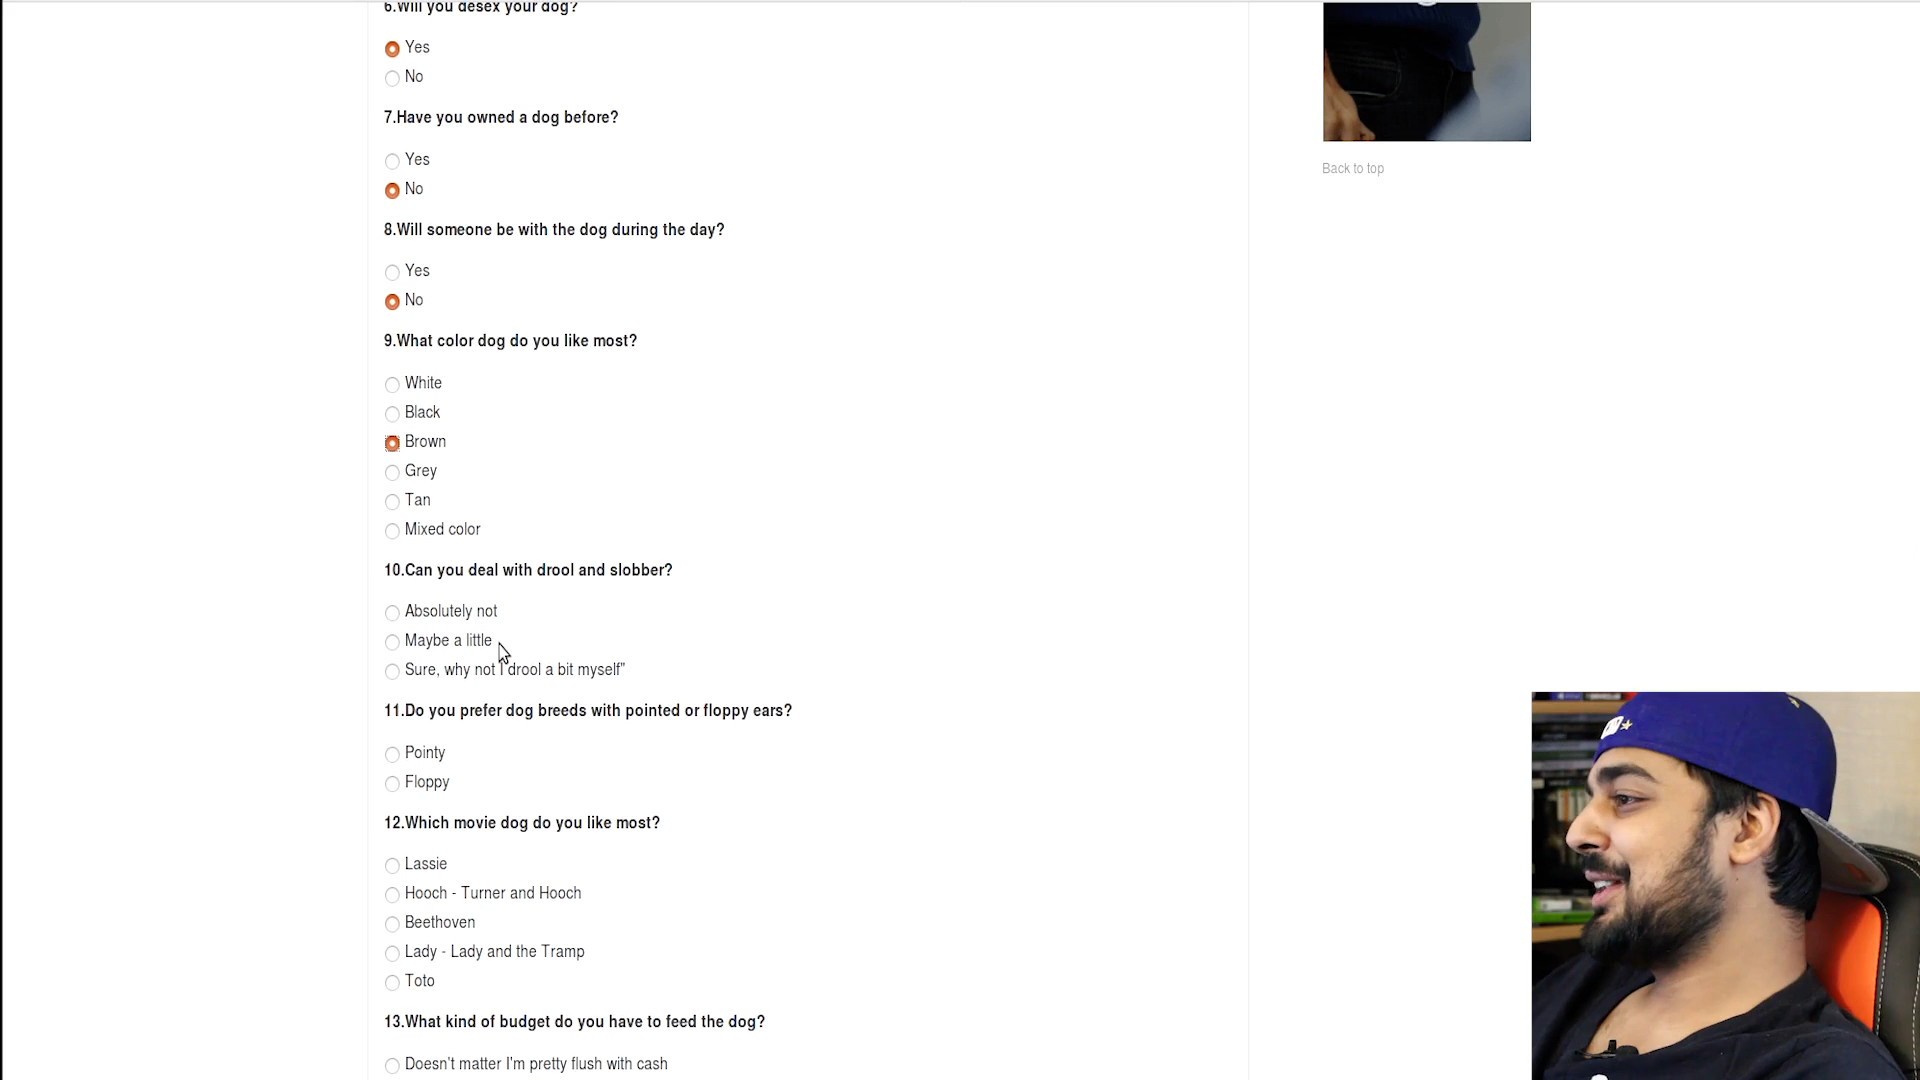 6.Will you desex your dog?
Yes
No
7.Have you owned a dog before?
Yes
No
8.Will someone be with the dog during the day?
Yes
No
9.What color dog do you like most?
White
Black
Brown
Grey
Tan
Mixed color
10.Can you deal with drool and slobber?
Absolutely not
Maybe a little
Sure, why not I drool a bit myself"
11.Do you prefer dog breeds with pointed or floppy ears?
Pointy
Floppy
12.Which movie dog do you like most?
Lassie
Hooch - Turner and Hooch
Beethoven
Lady - Lady and the Tramp
Toto
13.What kind of budget do you have to feed the dog?
Doesn't matter I'm pretty flush with cash
Back to top